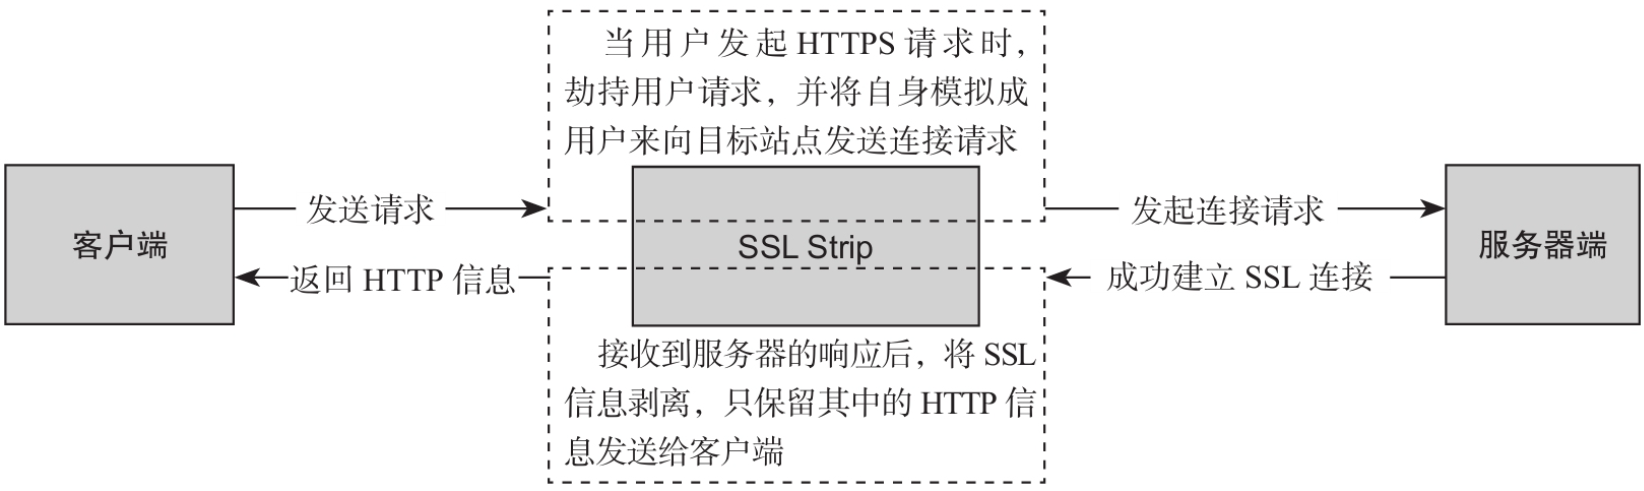 当用户发起 HTTPS 请求时，
劫持用户请求，并将自身模拟成
用户来向目标站点发送连接请求
客户端
发送请求
返回 HTTP 信息
SSL Strip
发起连接请求
成功建立 SSL 连接
服务器端
接收到服务器的响应后，将 SSL
信息剥离，只保留其中的 HTTP 信
息发送给客户端